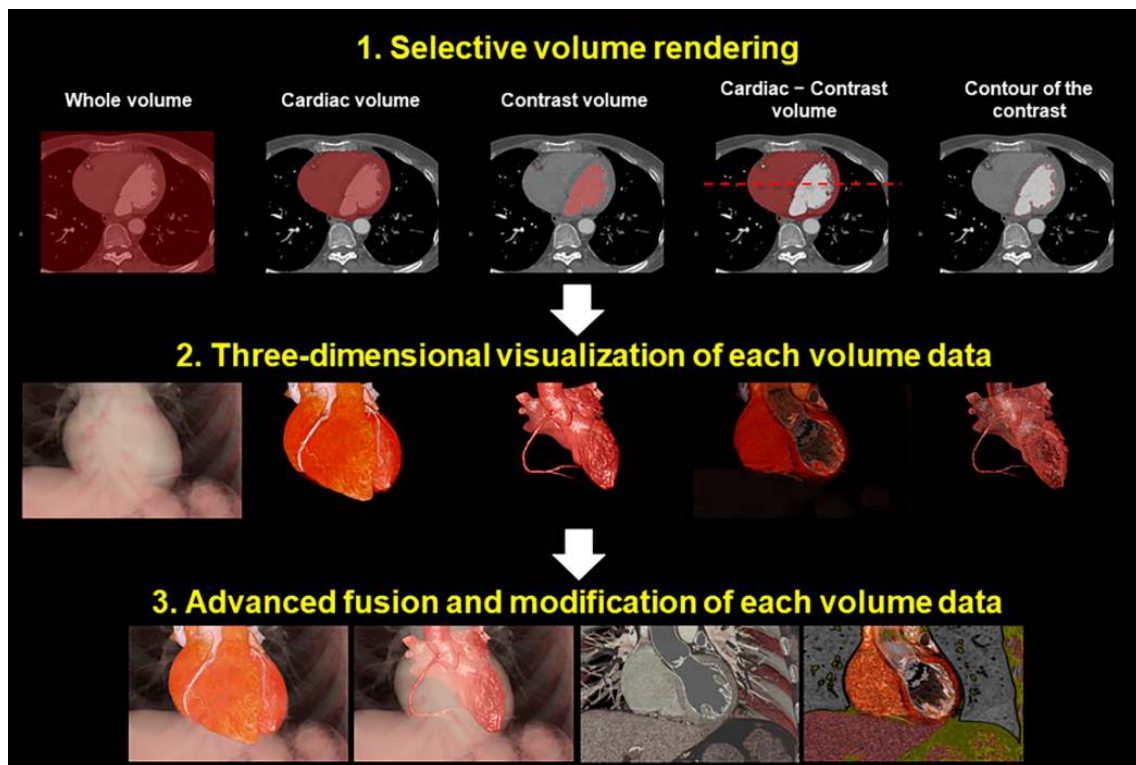 1. Selective volume rendering
Whole volume
Cardiac volume
Contrast volume
Cardiac − Contrast
volume
Contour of the
contrast
2. Three-dimensional visualization of each volume data
3. Advanced fusion and modification of each volume data